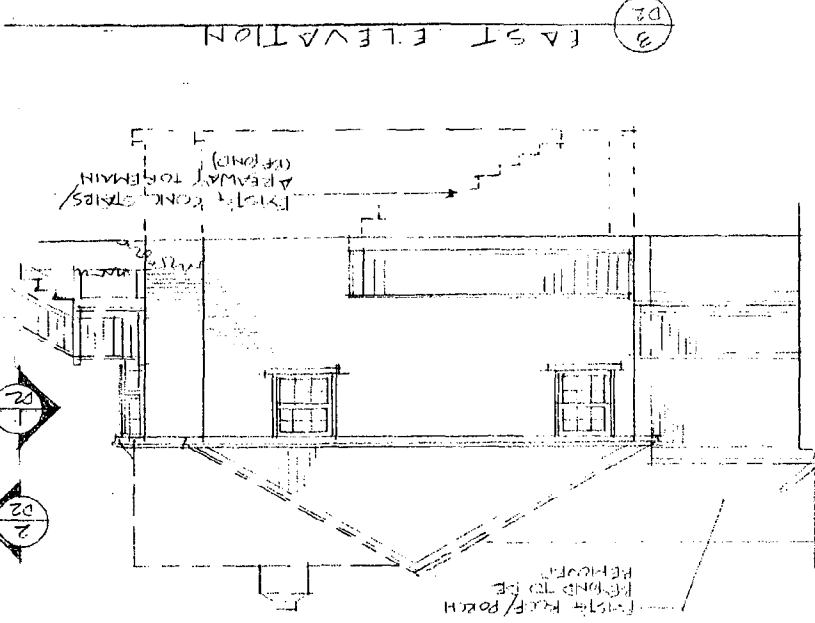 EXIST'G ROOF/PORCH
BEYOND TO BE
REMOVED
2
D2
1
D2
EXIST'G CONC STAIRS/
AREAWAY TO REMAIN
(BEYOND)
3
D2
EAST ELEVATION